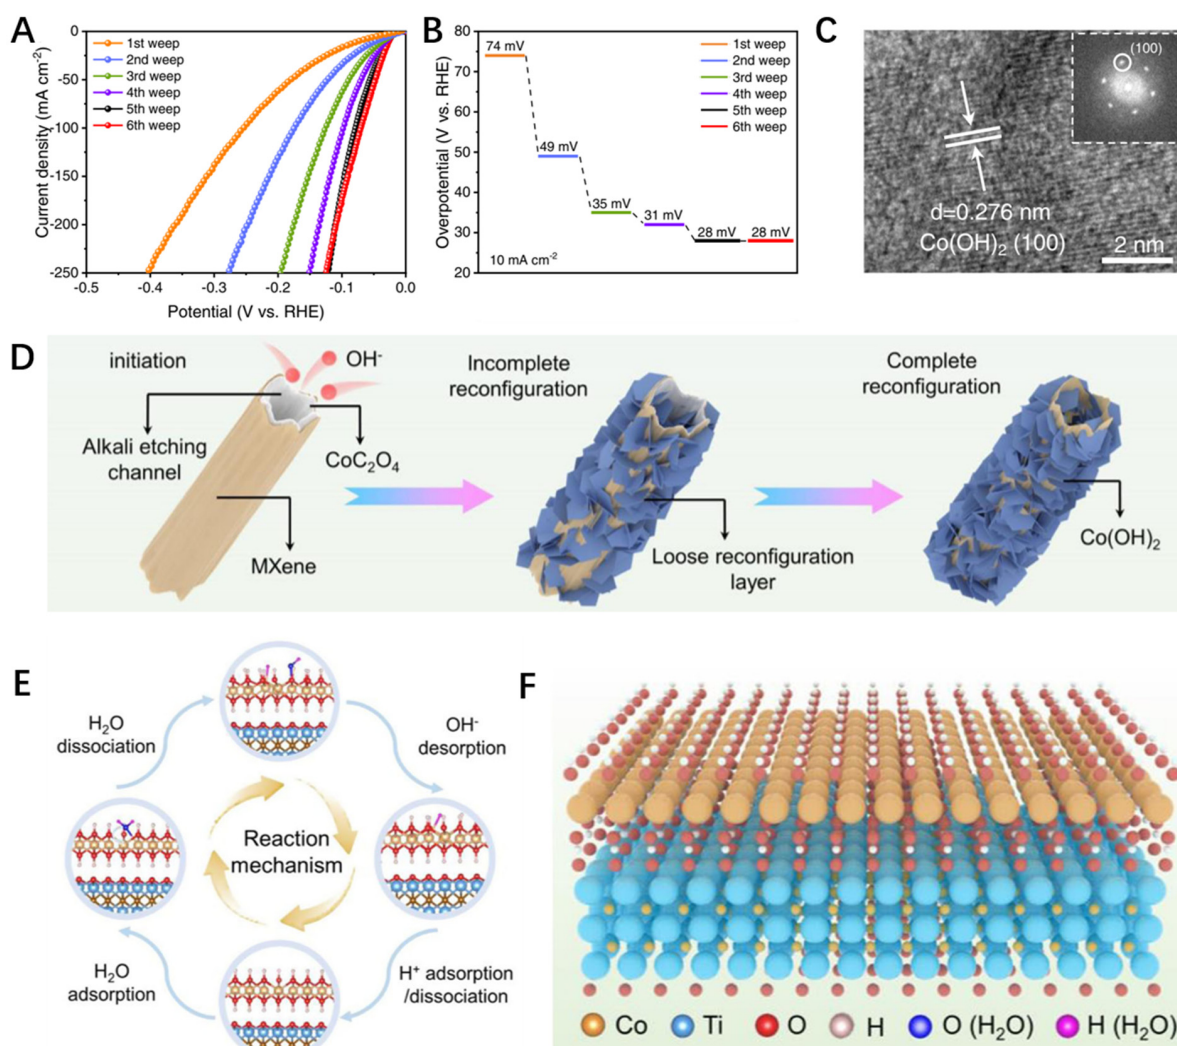 A
0
-50
-100
-150
-200
-250
Current density (mA cm-2)
1st weep
2nd weep
3rd weep
4th weep
5th weep
6th weep
-0.5
-0.4
-0.3
-0.2
-0.1
0.0
Potential (V vs. RHE)
B
80
70
60
50
40
30
20
Overpotential (V vs. RHE)
74 mV
49 mV
35 mV
31 mV
28 mV
28 mV
1st weep
2nd weep
3rd weep
4th weep
5th weep
6th weep
10 mA cm-2
C
(100)
d=0.276 nm
Co(OH)2 (100)
2 nm
D
initiation
OH-
Alkali etching
channel
CoC2O4
MXene
Incomplete
reconfiguration
Loose reconfiguration
layer
Complete
reconfiguration
Co(OH)2
E
H2O
dissociation
OH-
desorption
Reaction
mechanism
H2O
adsorption
H+ adsorption
/dissociation
F
Co
Ti
O
H
O (H2O)
H (H2O)